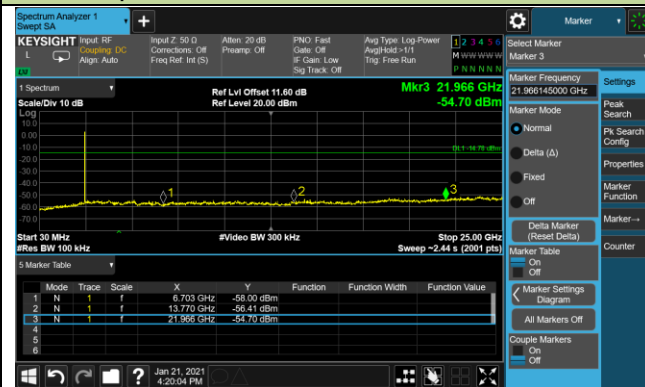 Spectrum Analyzer 1
Swept SA
+
Marker
KEYSIGHT
L
Input: RF
Coupling: DC
Align: Auto
Input Z: 50 Ω
Corrections: Off
Freq Ref: Int (S)
Atten: 20 dB
Preamp: Off
PNO: Fast
Gate: Off
IF Gain: Low
Sig Track: Off
Avg Type: Log-Power
Avg|Hold:>1/1
Trig: Free Run
1 2 3 4 5 6
M W W W W W
P N N N N N
Select Marker
Marker 3
1 Spectrum
Scale/Div 10 dB
Log
Ref Lvl Offset 11.60 dB
Ref Level 20.00 dBm
Mkr3 21.966 GHz
-54.70 dBm
10.0
0.00
-10.0
-20.0
-30.0
-40.0
-50.0
-60.0
-70.0
DL1 -14.78 dBm
1
2
3
Start 30 MHz
#Res BW 100 kHz
#Video BW 300 kHz
Stop 25.00 GHz
Sweep ~2.44 s (2001 pts)
5 Marker Table
Mode Trace Scale X Y Function Function Width Function Value
1 N 1 f 6.703 GHz -58.00 dBm
2 N 1 f 13.770 GHz -56.41 dBm
3 N 1 f 21.966 GHz -54.70 dBm
4
5
6
Marker Frequency
21.966145000 GHz
Marker Mode
Normal
Delta (Δ)
Fixed
Off
Delta Marker
(Reset Delta)
Marker Table
On
Off
Marker Settings
Diagram
All Markers Off
Couple Markers
On
Off
Settings
Peak
Search
Pk Search
Config
Properties
Marker
Function
Marker→
Counter
?
Jan 21, 2021
4:20:04 PM